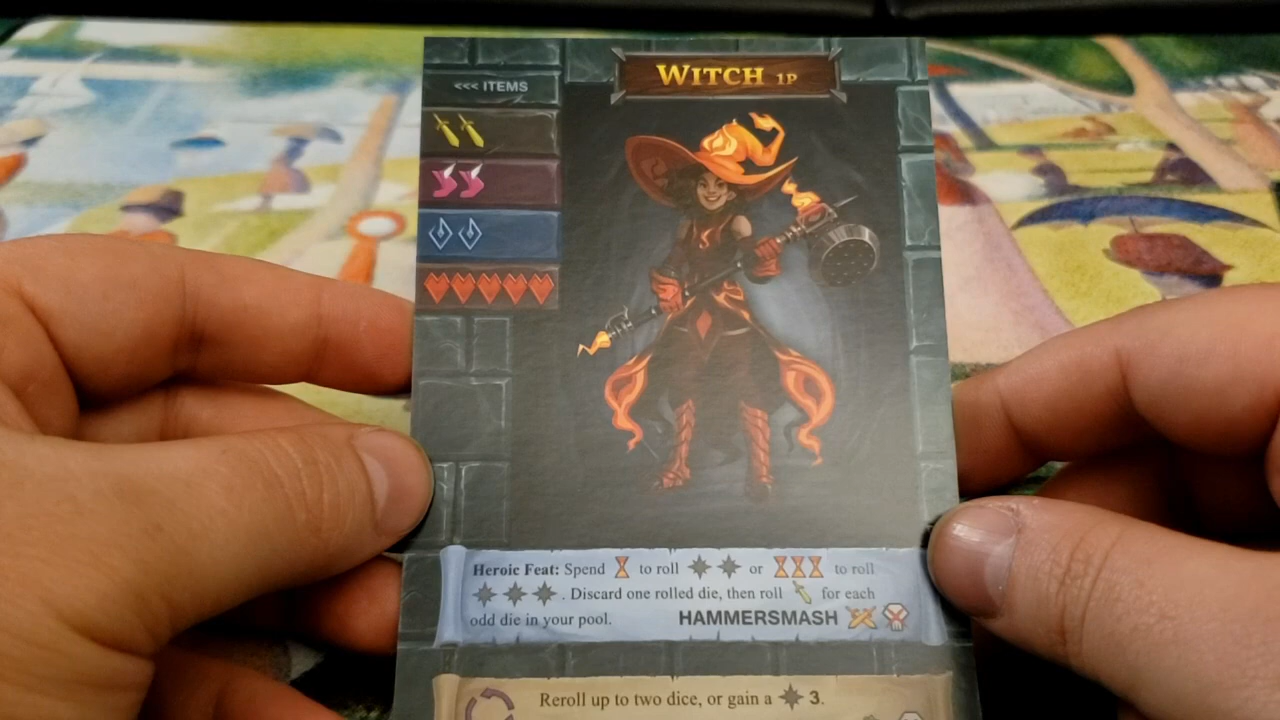 WITCH 1P
<<< ITEMS
Heroic Feat: Spend to roll or to roll
. Discard one rolled die, then roll for each
odd die in your pool. HAMMERSMASH
Reroll up to two dice, or gain a 3.